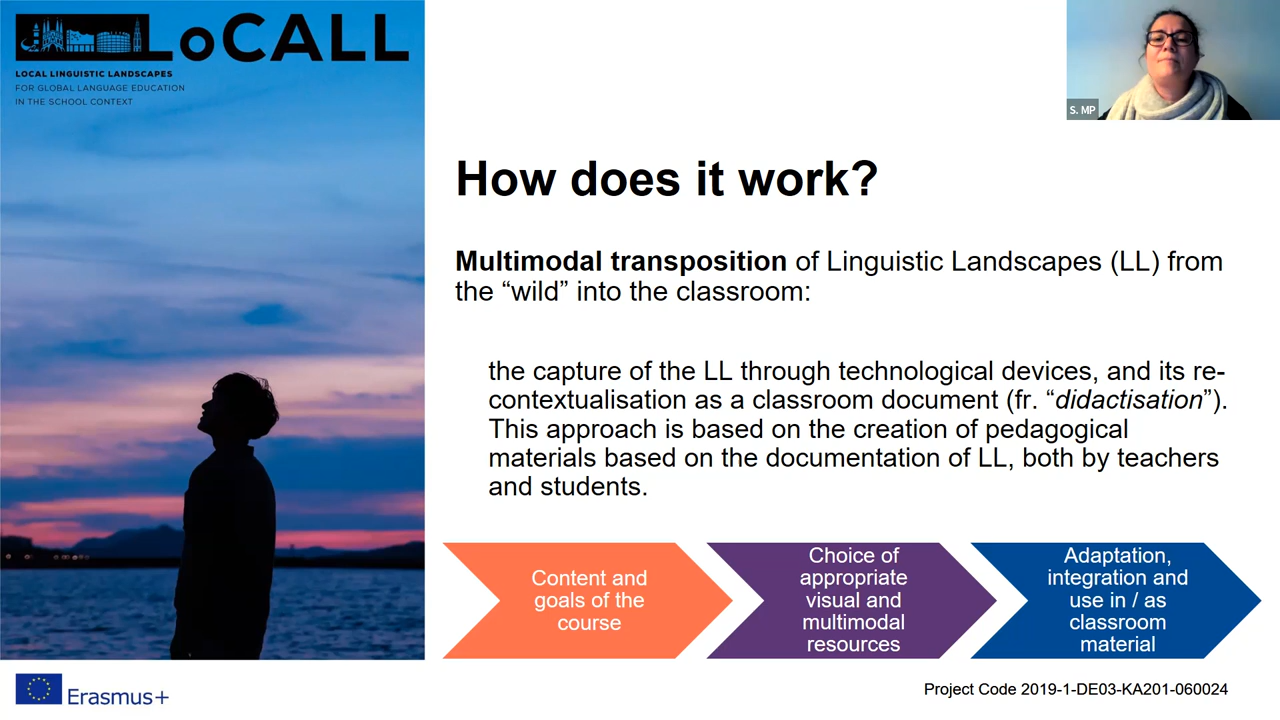 LoCALL
LOCAL LINGUISTIC LANDSCAPES
FOR GLOBAL LANGUAGE EDUCATION
IN THE SCHOOL CONTEXT
S. MP
How does it work?
Multimodal transposition of Linguistic Landscapes (LL) from
the “wild” into the classroom:
the capture of the LL through technological devices, and its re-
contextualisation as a classroom document (fr. “didactisation”).
This approach is based on the creation of pedagogical
materials based on the documentation of LL, both by teachers
and students.
Content and
goals of the
course
Choice of
appropriate
visual and
multimodal
resources
Adaptation,
integration and
use in / as
classroom
material
Erasmus+
Project Code 2019-1-DE03-KA201-060024